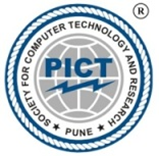 ®
SOCIETY FOR COMPUTER TECHNOLOGY AND RESEARCH
PICT
★ PUNE ★